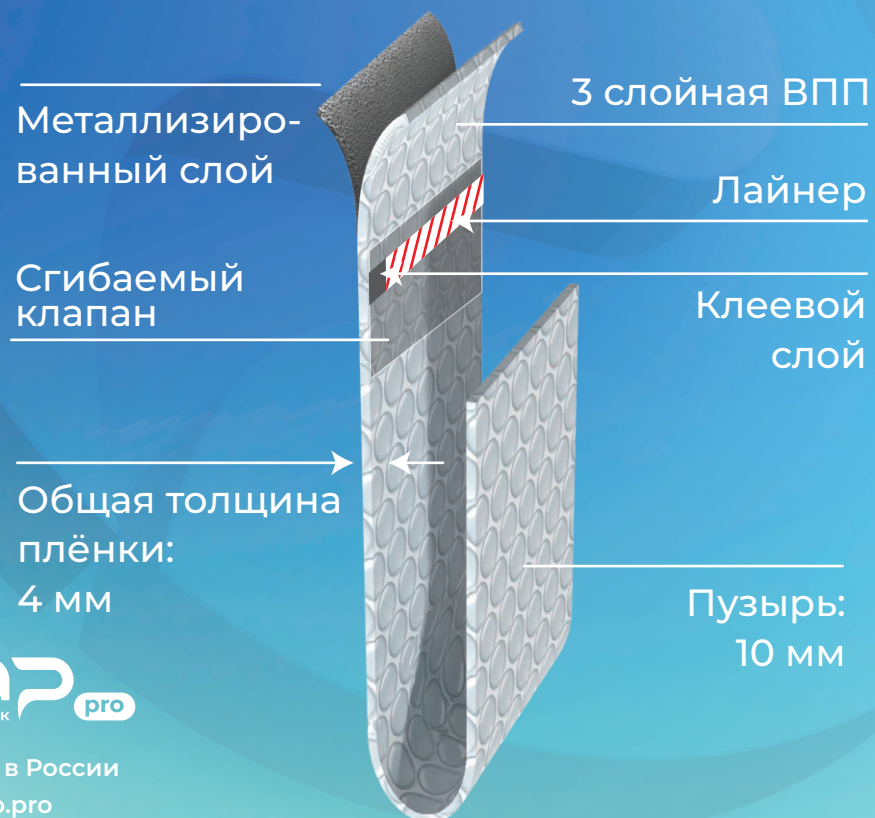 Металлизиро-
ванный слой
3 слойная ВПП
Лайнер
Сгибаемый
клапан
Клеевой
слой
Общая толщина
плёнки:
4 мм
Пузырь:
10 мм
pro
в России
.pro